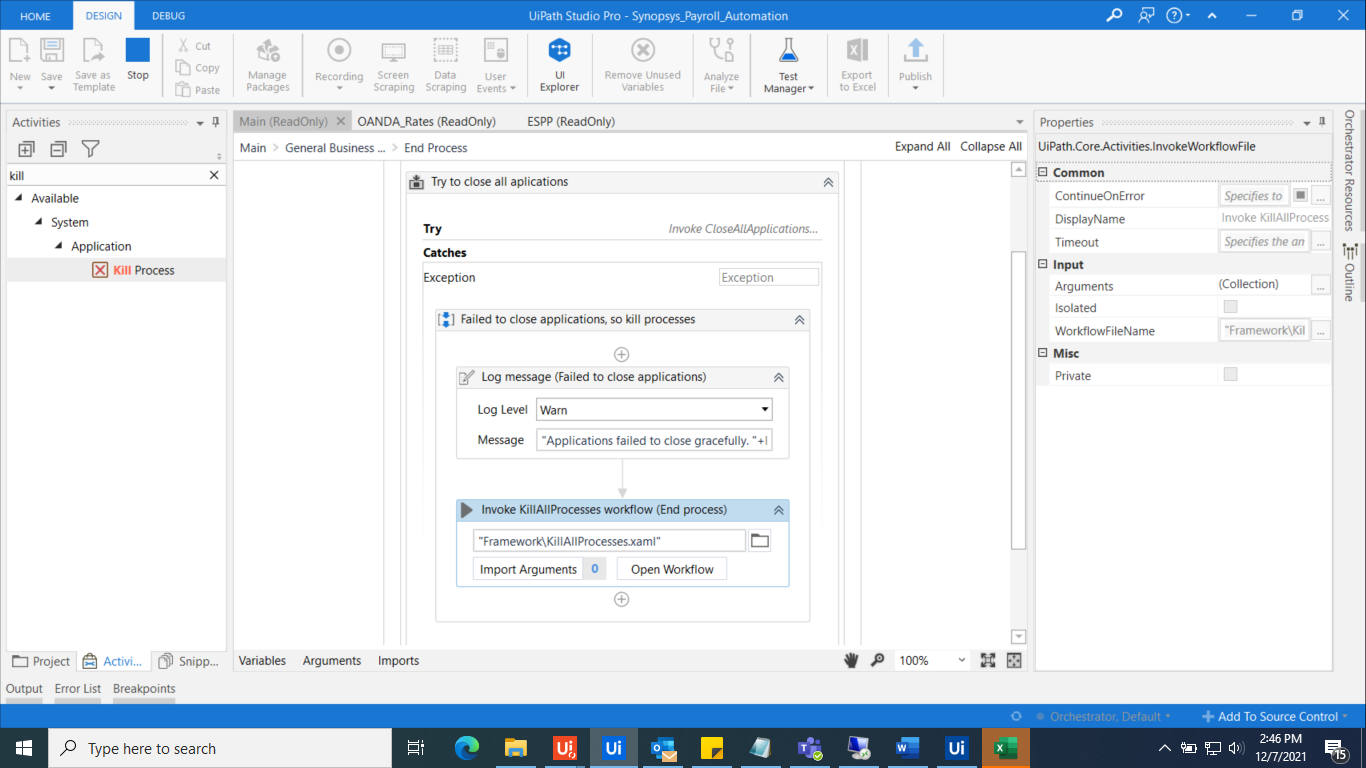 HOME
DESIGN
DEBUG
UiPath Studio Pro - Synopsys_Payroll_Automation
New
Save
Save as Template
Stop
Cut
Copy
Paste
Manage Packages
Recording
Screen Scraping
Data Scraping
User Events
UI Explorer
Remove Unused Variables
Analyze File
Test Manager
Export to Excel
Publish
Activities
kill
Available
System
Application
Kill Process
Project
Activi...
Snipp...
Main (ReadOnly)
OANDA_Rates (ReadOnly)
ESPP (ReadOnly)
Main > General Business ... > End Process
Expand All
Collapse All
Try to close all aplications
Try
Invoke CloseAllApplications...
Catches
Exception
Exception
Failed to close applications, so kill processes
Log message (Failed to close applications)
Log Level
Warn
Message
"Applications failed to close gracefully. "+
Invoke KillAllProcesses workflow (End process)
"Framework\KillAllProcesses.xaml"
Import Arguments 0
Open Workflow
Variables
Arguments
Imports
100%
Properties
UiPath.Core.Activities.InvokeWorkflowFile
Common
ContinueOnError
Specifies to
...
DisplayName
Invoke KillAllProcess
Timeout
Specifies the an
...
Input
Arguments
(Collection)
...
Isolated
WorkflowFileName
"Framework\Kil
...
Misc
Private
Orchestrator Resources
Outline
Output
Error List
Breakpoints
Orchestrator, Default
Add To Source Control
Type here to search
Ui
Ui
Ui
2:46 PM
12/7/2021
15